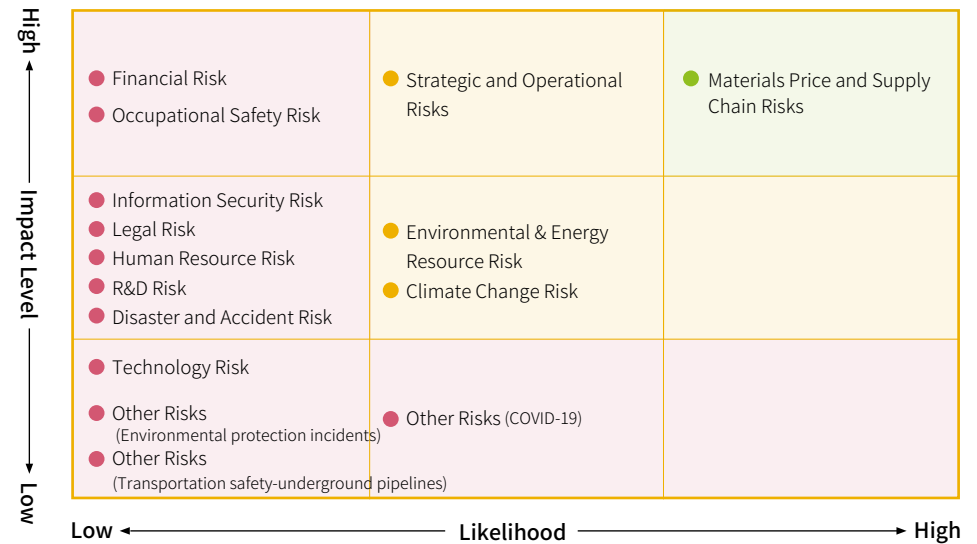 High
Impact Level
Low
Financial Risk
Occupational Safety Risk
Strategic and Operational
Risks
Materials Price and Supply
Chain Risks
Information Security Risk
Legal Risk
Human Resource Risk
R&D Risk
Disaster and Accident Risk
Environmental & Energy
Resource Risk
Climate Change Risk
Technology Risk
Other Risks
(Environmental protection incidents)
Other Risks
(Transportation safety-underground pipelines)
Other Risks (COVID-19)
Low
Likelihood
High